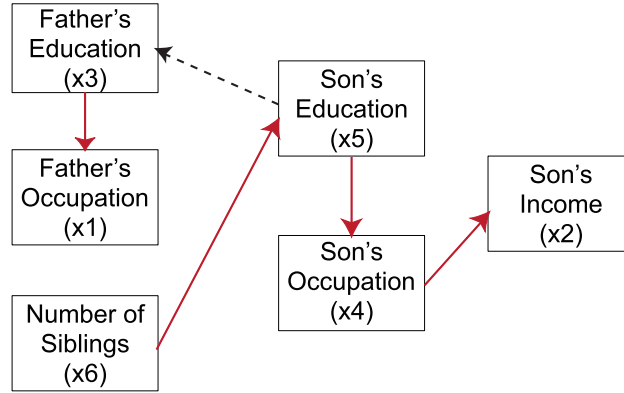 Father's
Education
(x3)
Father's
Occupation
(x1)
Number of
Siblings
(x6)
Son's
Education
(x5)
Son's
Occupation
(x4)
Son's
Income
(x2)